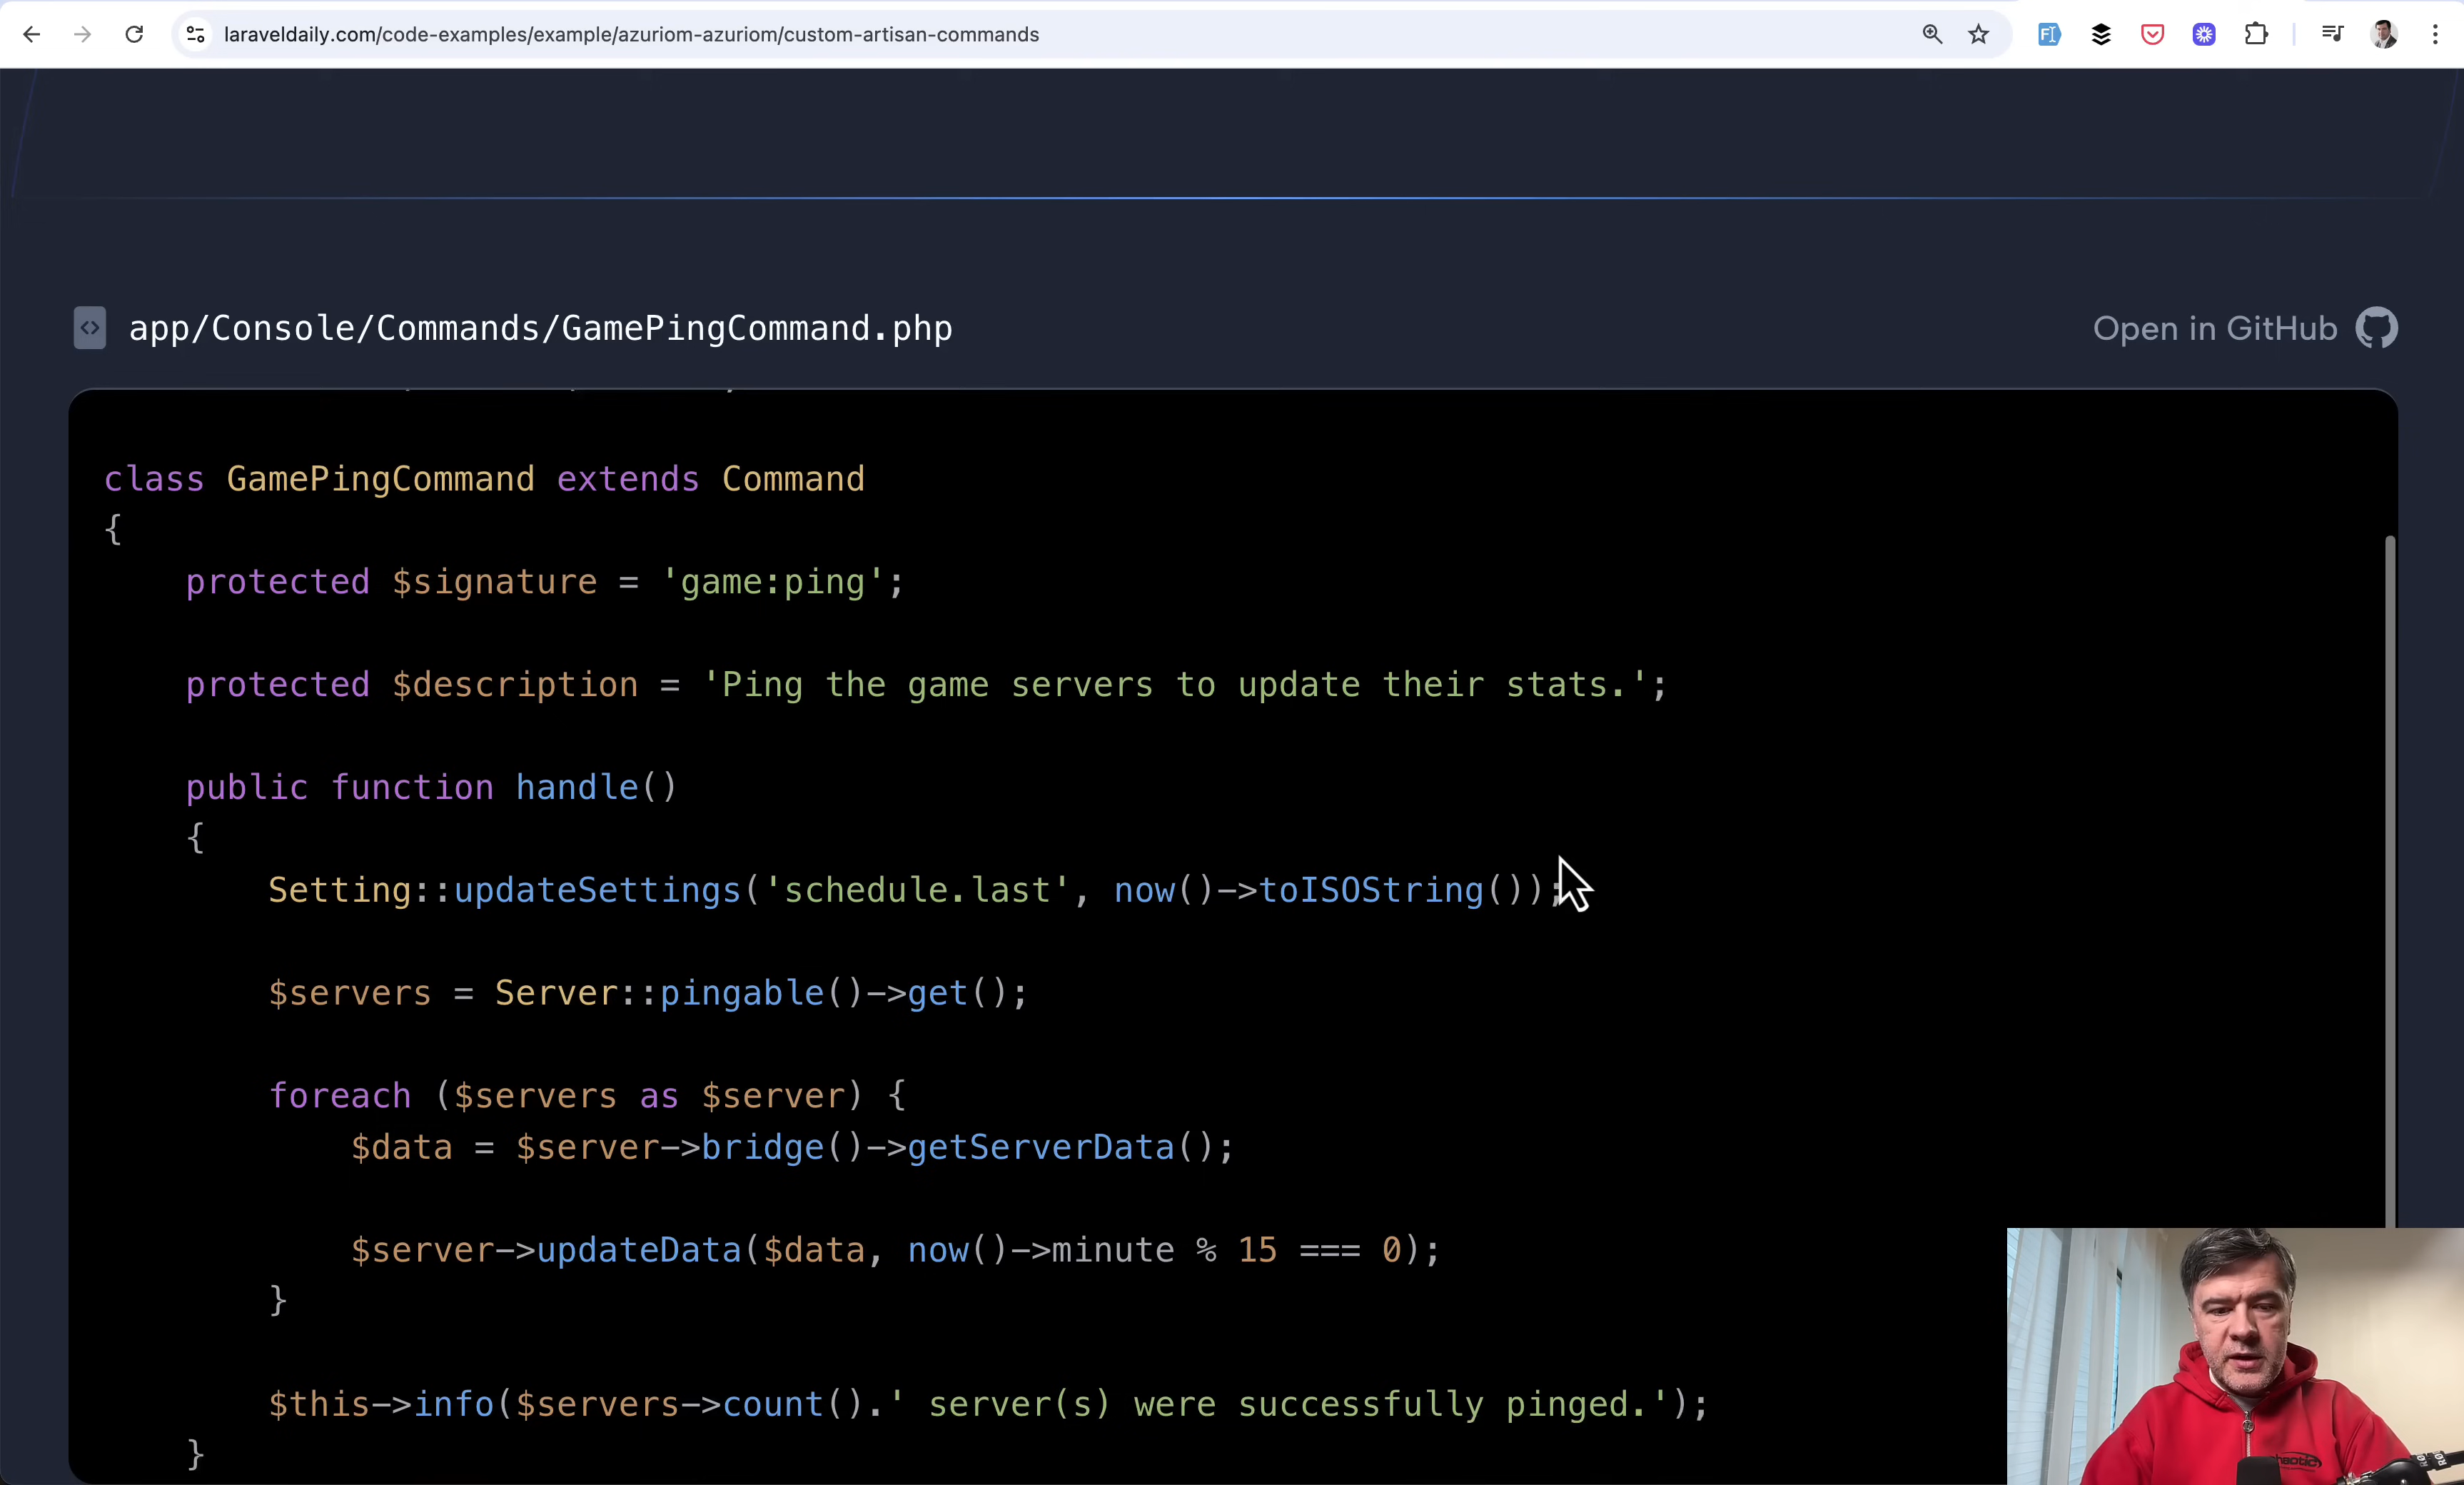 laraveldaily.com/code-examples/example/azuriom-azuriom/custom-artisan-commands
app/Console/Commands/GamePingCommand.php
Open in GitHub
class GamePingCommand extends Command
{
    protected $signature = 'game:ping';
    protected $description = 'Ping the game servers to update their stats.';
    public function handle()
    {
        Setting::updateSettings('schedule.last', now()->toISOString());
        $servers = Server::pingable()->get();
        foreach ($servers as $server) {
            $data = $server->bridge()->getServerData();
            $server->updateData($data, now()->minute % 15 === 0);
        }
        $this->info($servers->count().' server(s) were successfully pinged.');
    }